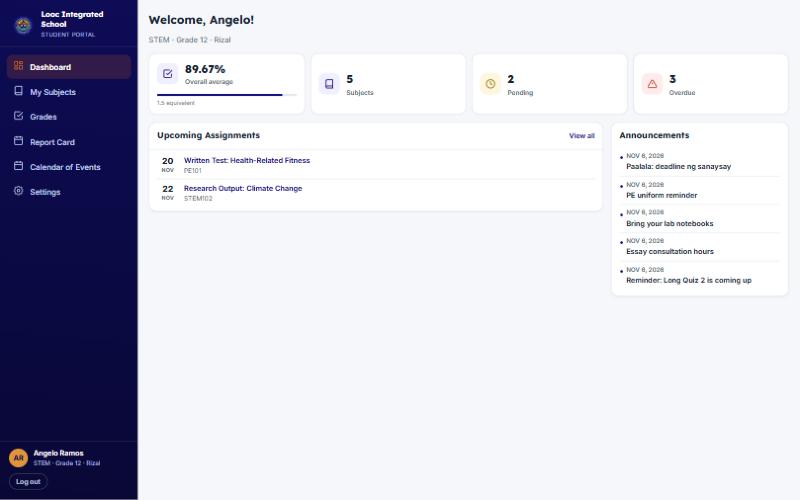 Looc Integrated
School
STUDENT PORTAL
Dashboard
My Subjects
Grades
Report Card
Calendar of Events
Settings
Angelo Ramos
AR
STEM · Grade 12 · Rizal
Log out
Welcome, Angelo!
STEM · Grade 12 · Rizal
89.67%
Overall average
1.5 equivalent
5
Subjects
2
Pending
3
Overdue
Upcoming Assignments
View all
20
NOV
Written Test: Health-Related Fitness
PE101
22
NOV
Research Output: Climate Change
STEM102
Announcements
NOV 6, 2026
Paalala: deadline ng sanaysay
NOV 6, 2026
PE uniform reminder
NOV 6, 2026
Bring your lab notebooks
NOV 6, 2026
Essay consultation hours
NOV 6, 2026
Reminder: Long Quiz 2 is coming up